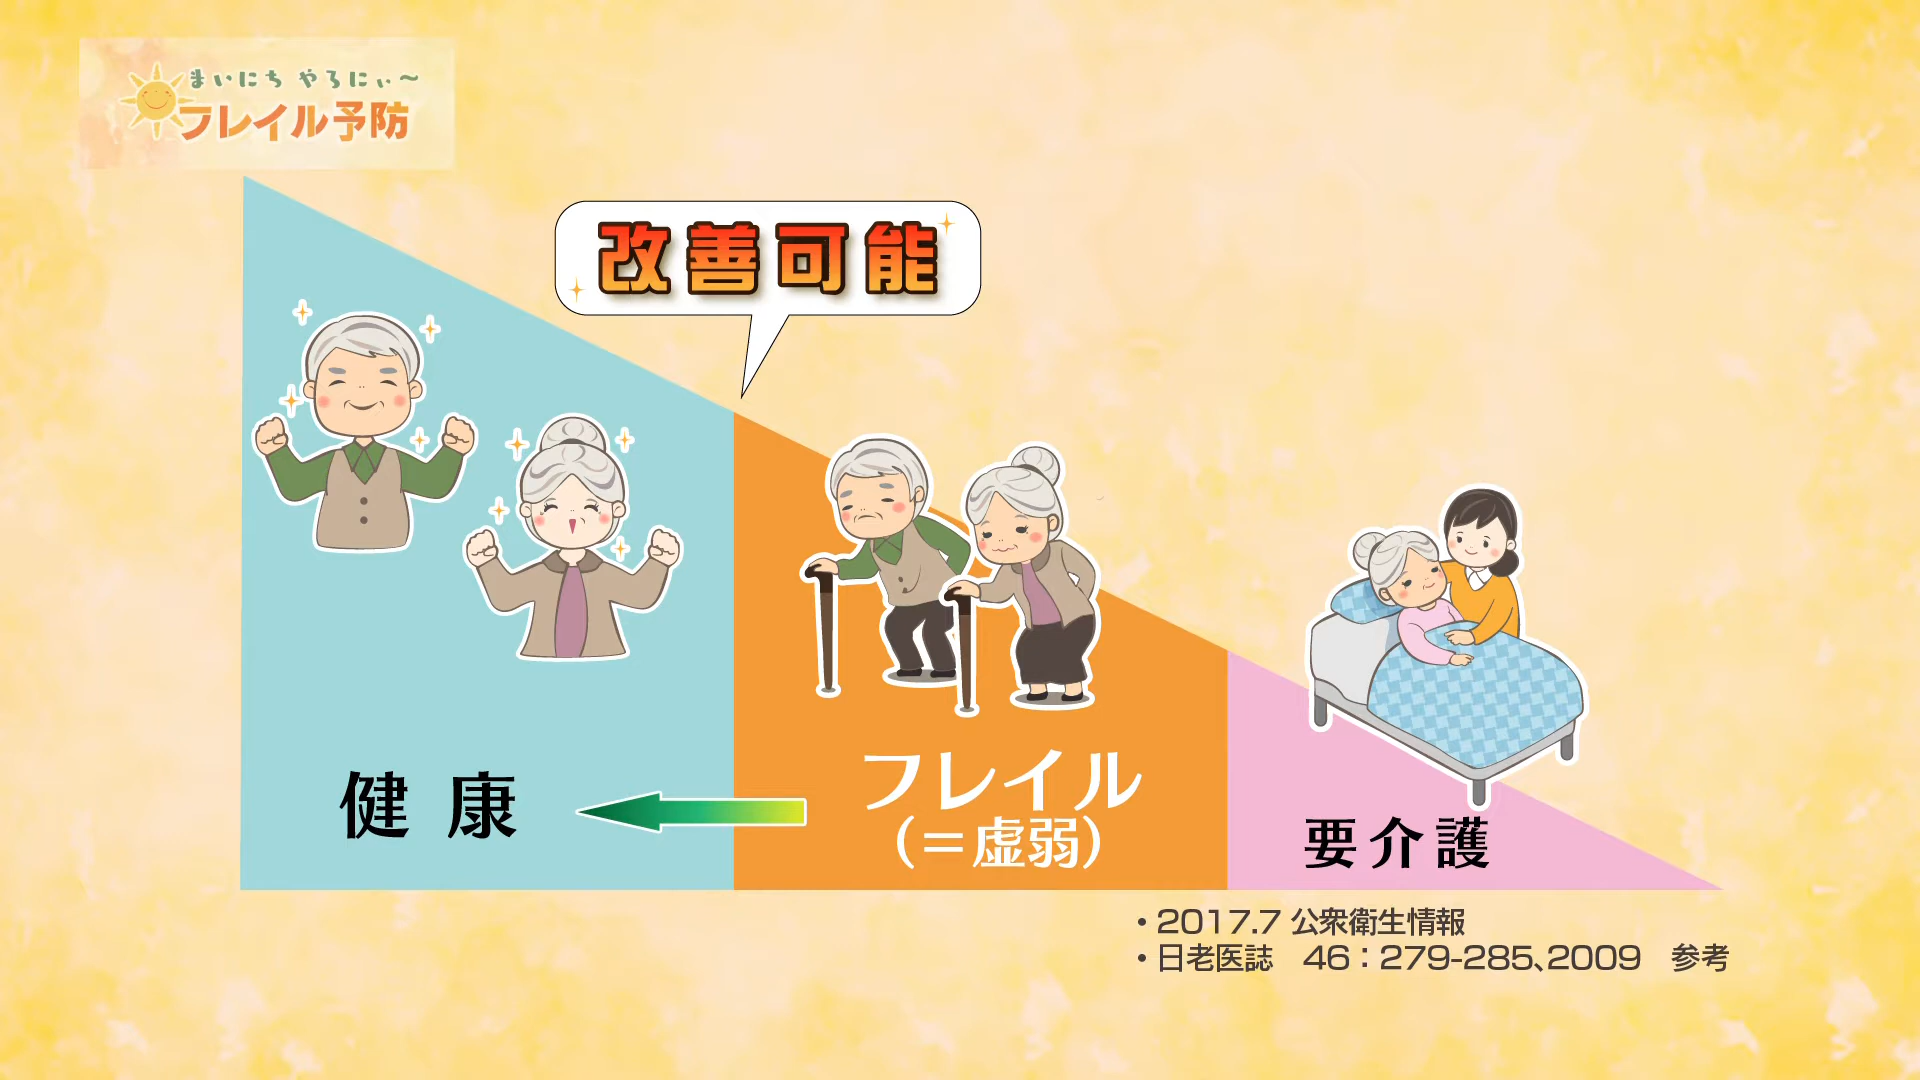 まいにち やろにぃ～
フレイル予防
改善可能
健康
フレイル
(＝虚弱)
要介護
・2017.7 公衆衛生情報
・日老医誌　46：279-285、2009　参考